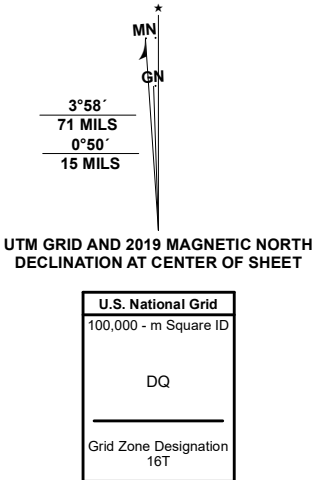 MN
GN
3°58´
71 MILS
0°50´
15 MILS
UTM GRID AND 2019 MAGNETIC NORTH
DECLINATION AT CENTER OF SHEET
U.S. National Grid
100,000 - m Square ID
DQ
Grid Zone Designation
16T